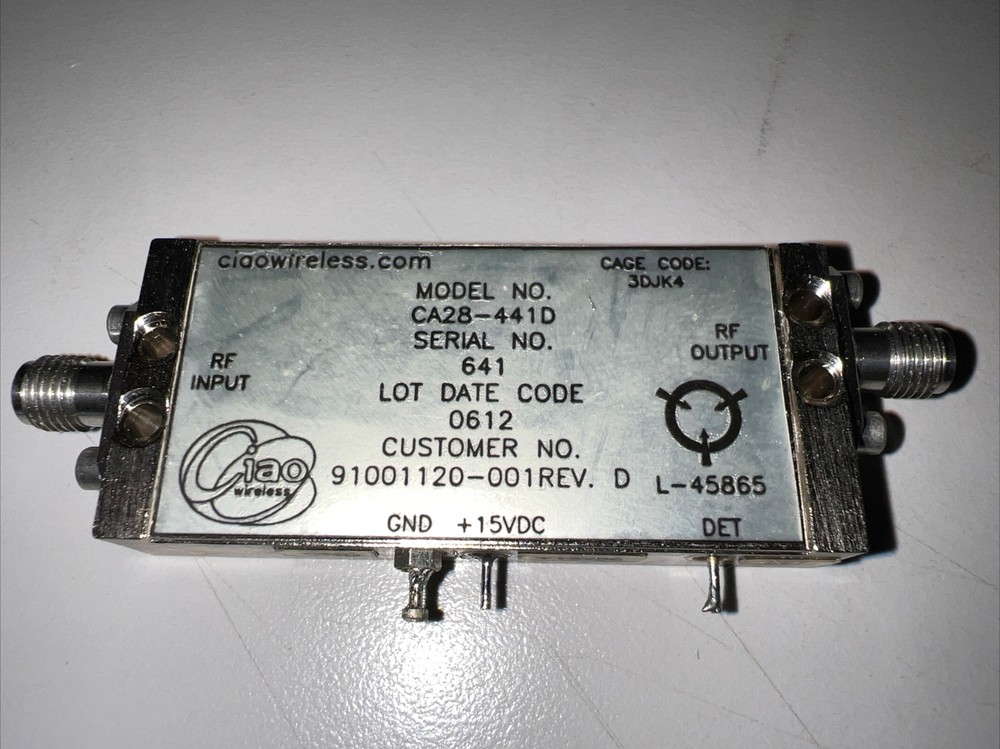 ciaowireless.com
CAGE CODE:
3DJK4
MODEL NO.
CA28-441D
SERIAL NO.
641
LOT DATE CODE
0612
CUSTOMER NO.
91001120-001REV. D
RF
INPUT
RF
OUTPUT
Ciao
wireless
L-45865
GND +15VDC
DET